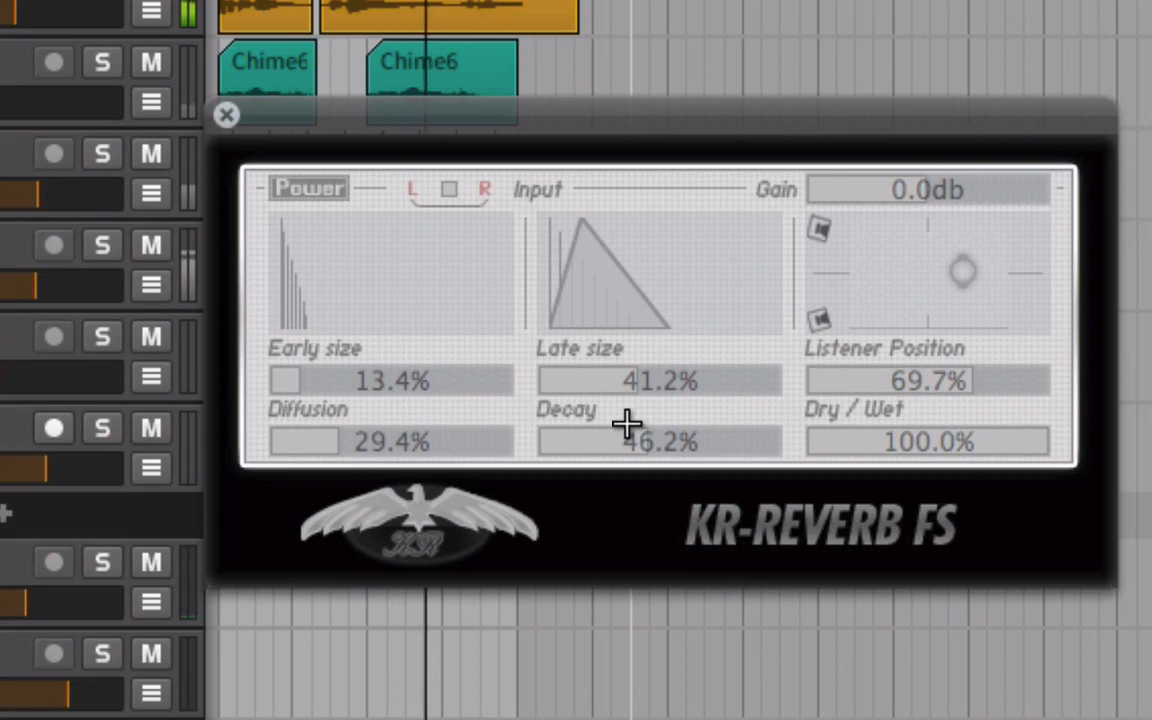 S M
Chime6 Chime6
S M
Power L R Input Gain 0.0db
S M
S M
Early size Late size Listener Position
13.4% 41.2% 69.7%
Diffusion Decay Dry / Wet
S M
29.4% 46.2% 100.0%
KR KR-REVERB FS
S M
S M